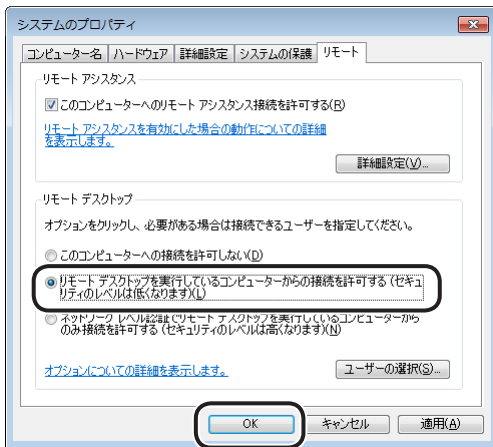 システムのプロパティ
コンピューター名 ハードウェア 詳細設定 システムの保護 リモート
リモート アシスタンス
このコンピューターへのリモート アシスタンス接続を許可する(R)
リモート アシスタンスを有効にした場合の動作についての詳細
を表示します。
詳細設定(V)...
リモート デスクトップ
オプションをクリックし、必要がある場合は接続できるユーザーを指定してください。
このコンピューターへの接続を許可しない(D)
リモート デスクトップを実行しているコンピューターからの接続を許可する (セキュ
リティのレベルは低くなります)(L)
ネットワーク レベル認証でリモート デスクトップを実行しているコンピューターから
のみ接続を許可する (セキュリティのレベルは高くなります)(N)
オプションについての詳細を表示します。
ユーザーの選択(S)...
OK キャンセル 適用(A)